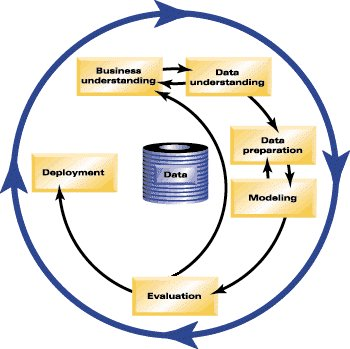 Business
understanding
Data
understanding
Data
preparation
Data
Deployment
Modeling
Evaluation